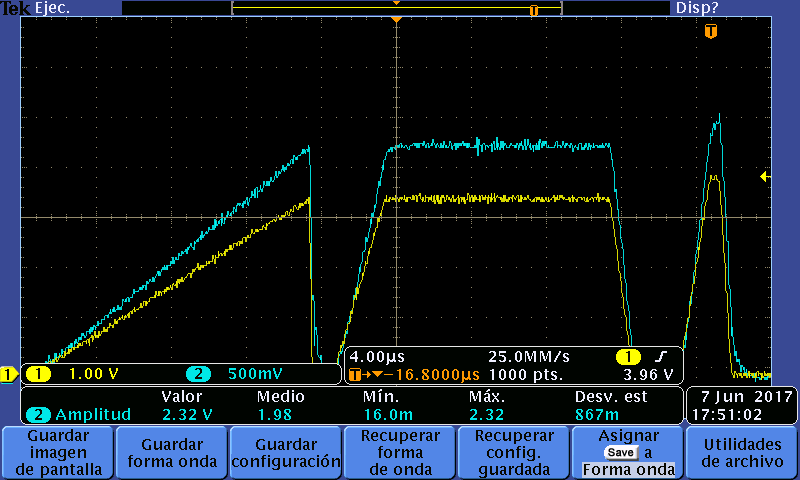 Tek Ejec. T Disp?
T
1 1 1.00 V 2 500mV
4.00µs 25.0MM/s 1
T→▼−16.8000µs 1000 pts. 3.96 V
Valor Medio Mín. Máx. Desv. est
2 Amplitud 2.32 V 1.98 16.0m 2.32 867m
7 Jun 2017
17:51:02
Guardar
imagen
de pantalla
Guardar
forma onda
Guardar
configuración
Recuperar
forma
de onda
Recuperar
config.
guardada
Asignar
Save a
Forma onda
Utilidades
de archivo